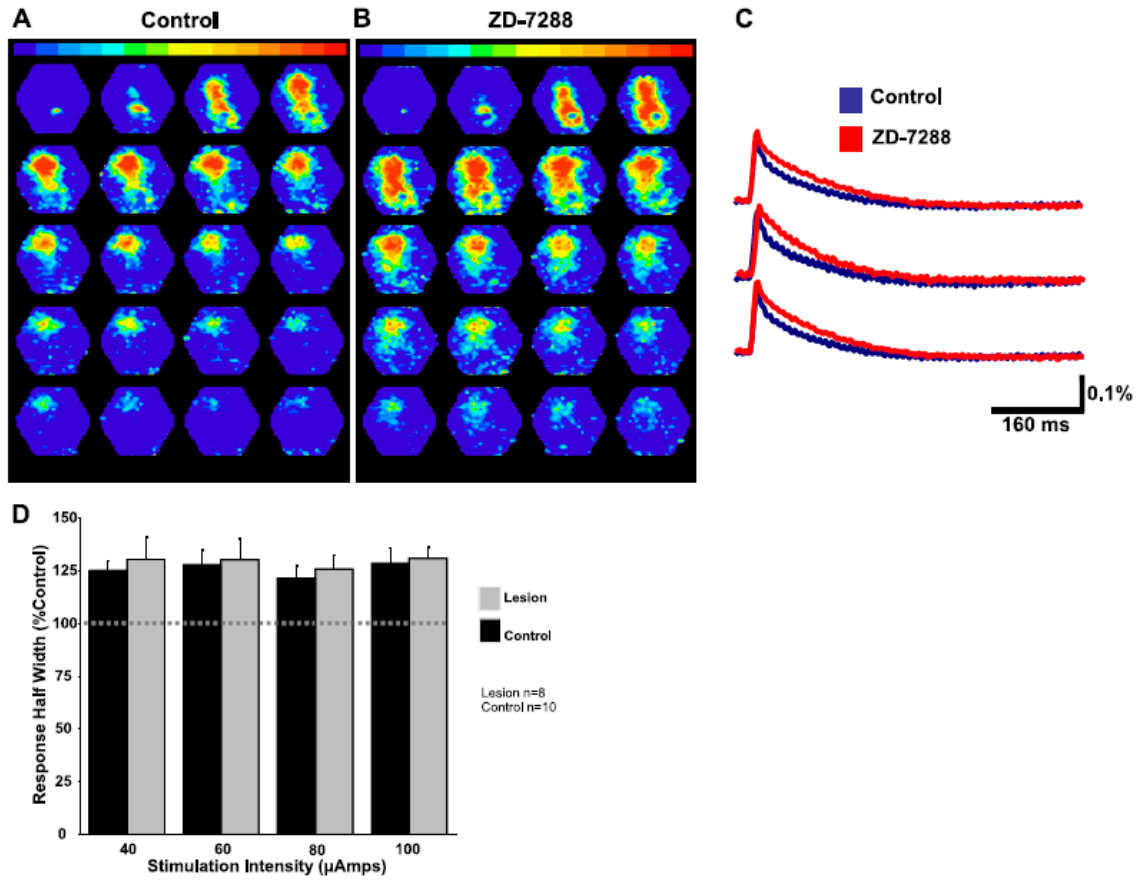 A
Control
B
ZD-7288
C
Control
ZD-7288
0.1%
160 ms
D
Response Half Width (%Control)
150
125
100
75
50
25
0
40
60
80
100
Stimulation Intensity (µAmps)
Lesion
Control
Lesion n=8
Control n=10